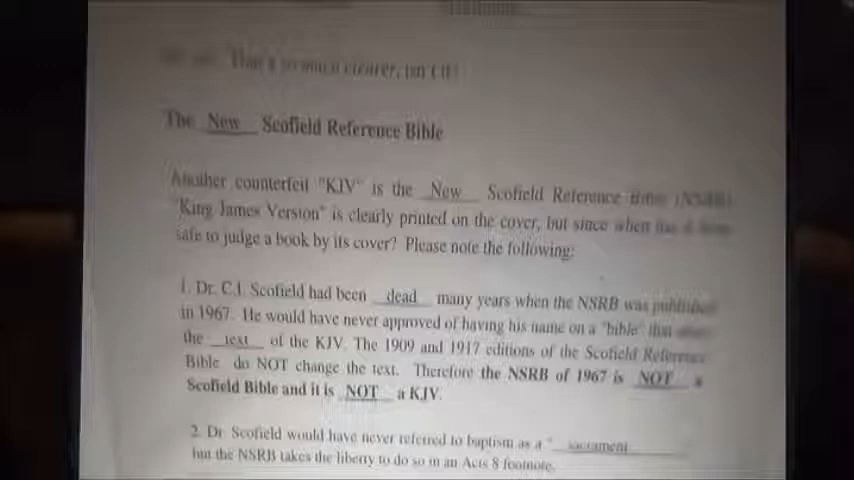 That's so much clearer, isn't it?
The New Scofield Reference Bible
Another counterfeit "KJV" is the New Scofield Reference Bible (NSRB)
"King James Version" is clearly printed on the cover, but since when has it been
safe to judge a book by its cover? Please note the following:
1. Dr. C.I. Scofield had been dead many years when the NSRB was published
in 1967. He would have never approved of having his name on a "bible" that
the text of the KJV. The 1909 and 1917 editions of the Scofield Reference
Bible do NOT change the text. Therefore the NSRB of 1967 is NOT a
Scofield Bible and it is NOT a KJV.
2. Dr. Scofield would have never referred to baptism as a " sacrament
but the NSRB takes the liberty to do so in an Acts 8 footnote.